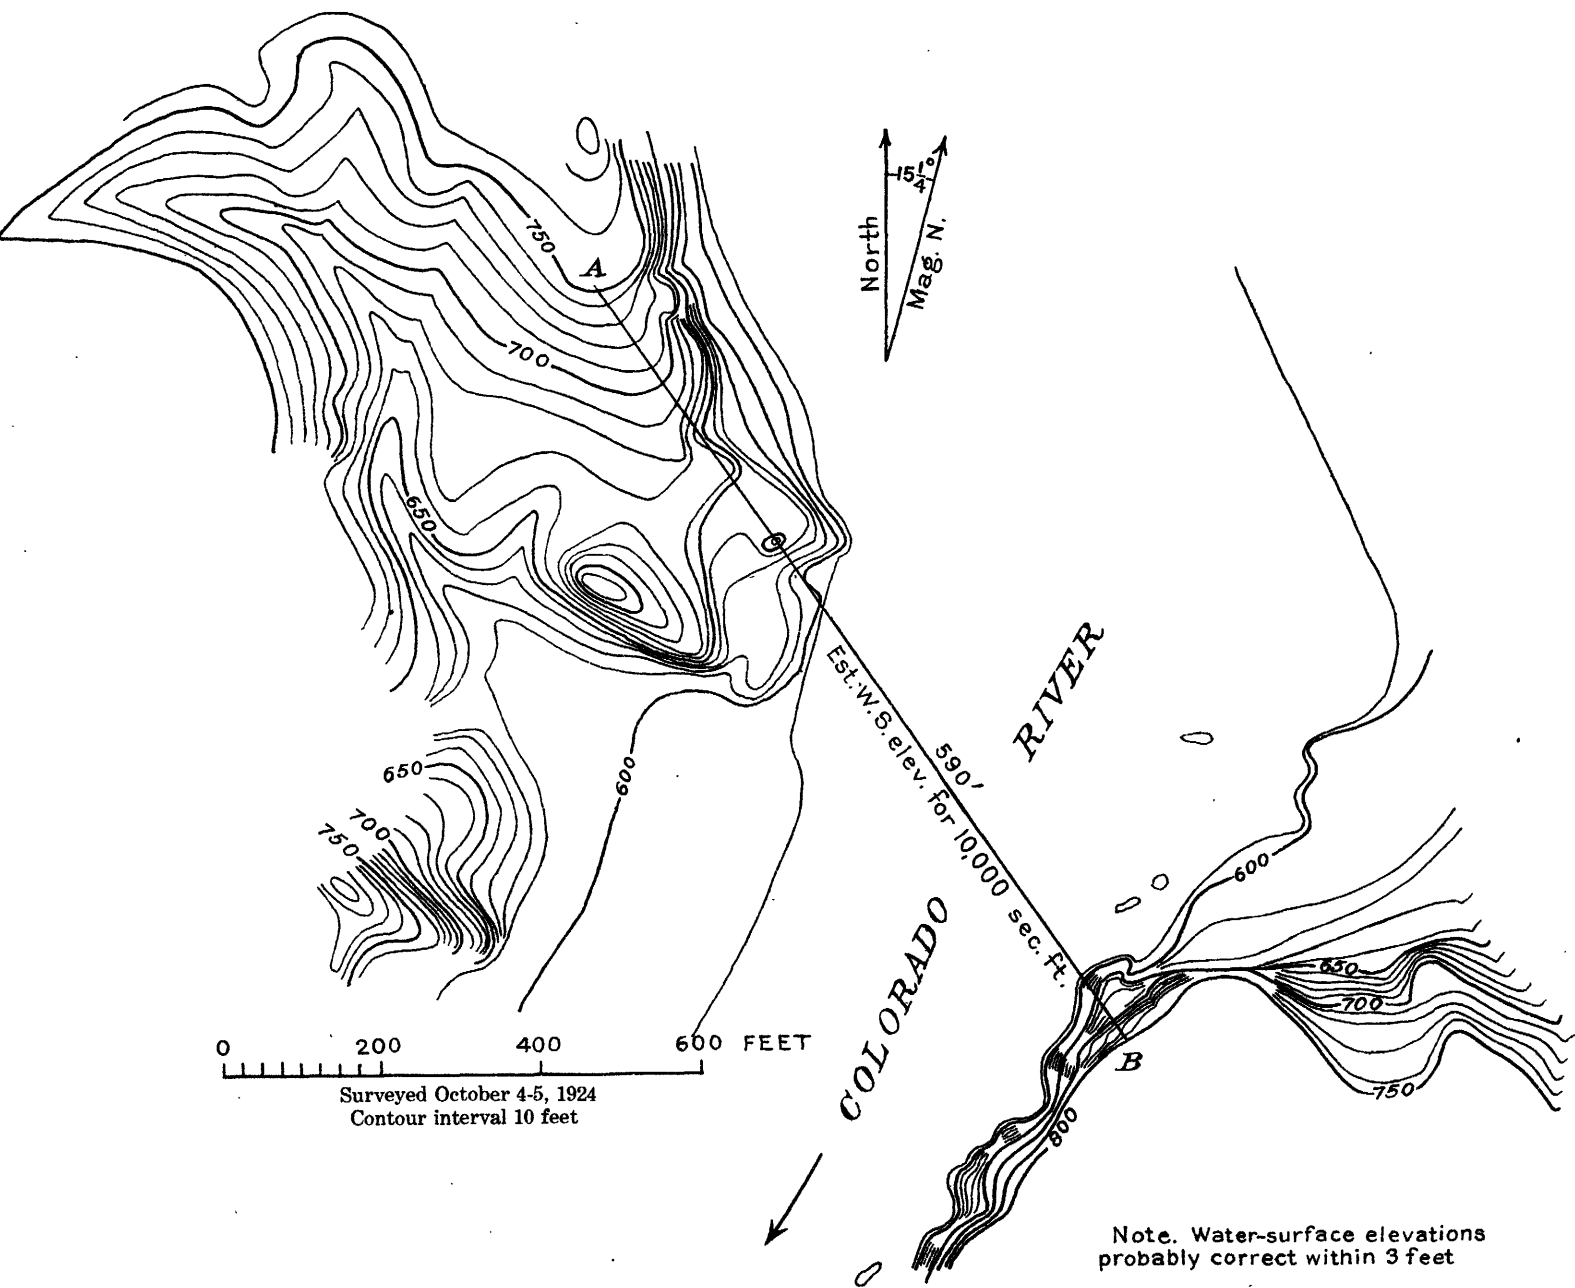 750
A
North
15 1/4°
Mag. N.
700
650
RIVER
Est. W.S. elev. for 10,000 sec. ft.
590′
600
650
700
750
600
COLORADO
650
700
750
B
800
0 200 400 600 FEET
Surveyed October 4-5, 1924
Contour interval 10 feet
Note. Water-surface elevations
probably correct within 3 feet